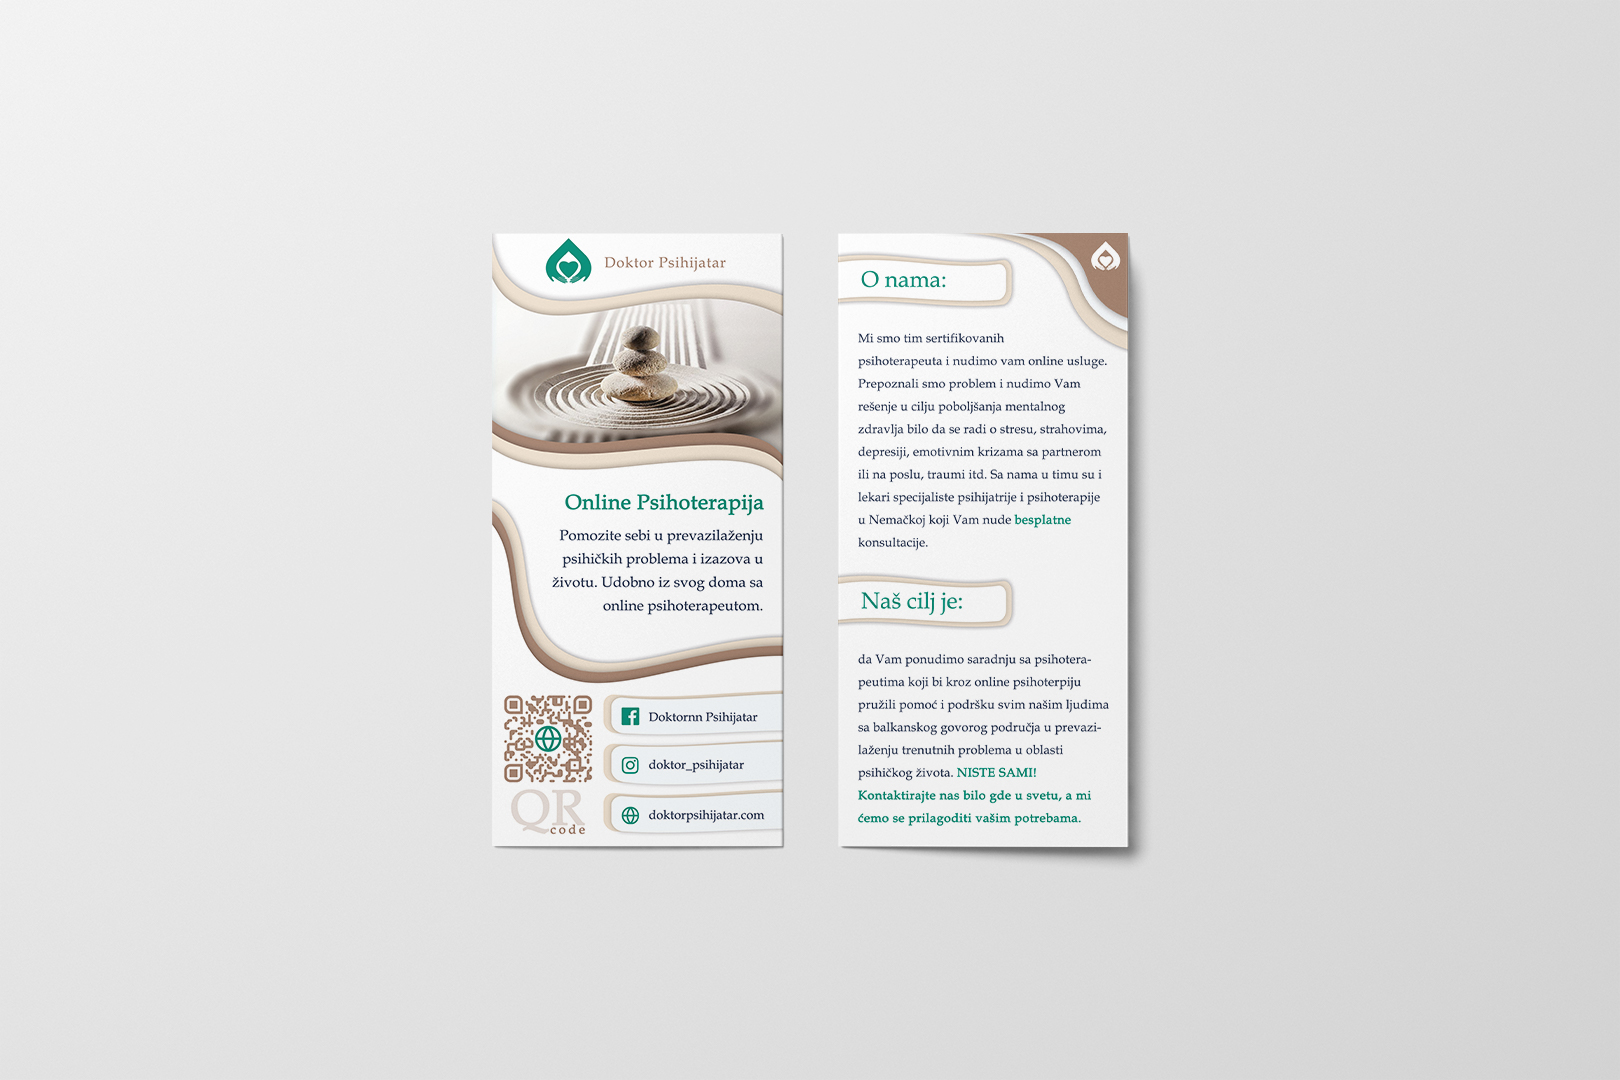 Doktor Psihijatar
Online Psihoterapija
Pomozite sebi u prevazilaženju
psihičkih problema i izazova u
životu. Udobno iz svog doma sa
online psihoterapeutom.
Doktornn Psihijatar
doktor_psihijatar
doktorpsihijatar.com
QR
code
O nama:
Mi smo tim sertifikovanih
psihoterapeuta i nudimo vam online usluge.
Prepoznali smo problem i nudimo Vam
rešenje u cilju poboljšanja mentalnog
zdravlja bilo da se radi o stresu, strahovima,
depresiji, emotivnim krizama sa partnerom
ili na poslu, traumi itd. Sa nama u timu su i
lekari specijaliste psihijatrije i psihoterapije
u Nemačkoj koji Vam nude besplatne
konsultacije.
Naš cilj je:
da Vam ponudimo saradnju sa psihotera-
peutima koji bi kroz online psihoterpiju
pružili pomoć i podršku svim našim ljudima
sa balkanskog govorog područja u prevazi-
laženju trenutnih problema u oblasti
psihičkog života. NISTE SAMI!
Kontaktirajte nas bilo gde u svetu, a mi
ćemo se prilagoditi vašim potrebama.